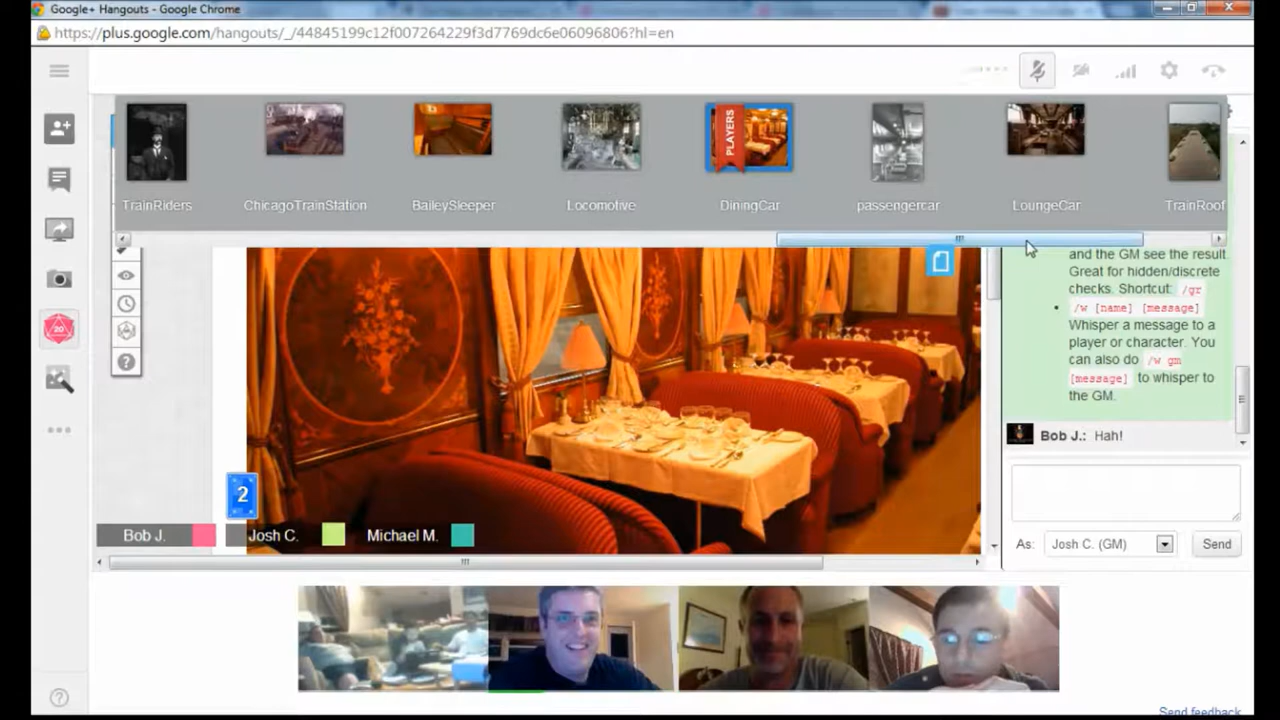 Google+ Hangouts - Google Chrome
https://plus.google.com/hangouts/_/44845199c12f007264229f3d7769dc6e06096806?hl=en
PLAYERS
TrainRiders
ChicagoTrainStation
BaileySleeper
Locomotive
DiningCar
passengercar
LoungeCar
TrainRoof
and the GM see the result.
Great for hidden/discrete
checks. Shortcut: /gr
• /w [name] [message]
Whisper a message to a
player or character. You
can also do /w gm
[message] to whisper to
the GM.
Bob J.: Hah!
20
2
Bob J.
Josh C.
Michael M.
As: Josh C. (GM)
Send
Send feedback